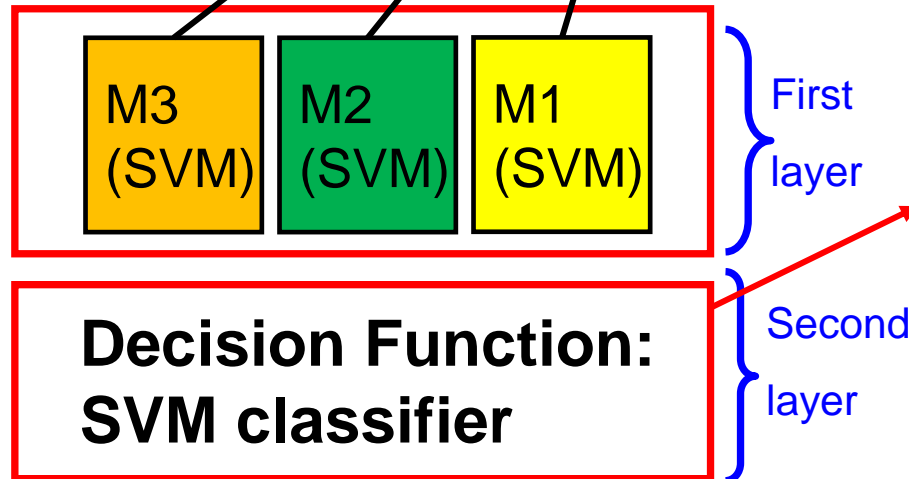 M3
(SVM)
M2
(SVM)
M1
(SVM)
First
layer
Decision Function:
SVM classifier
Second
layer